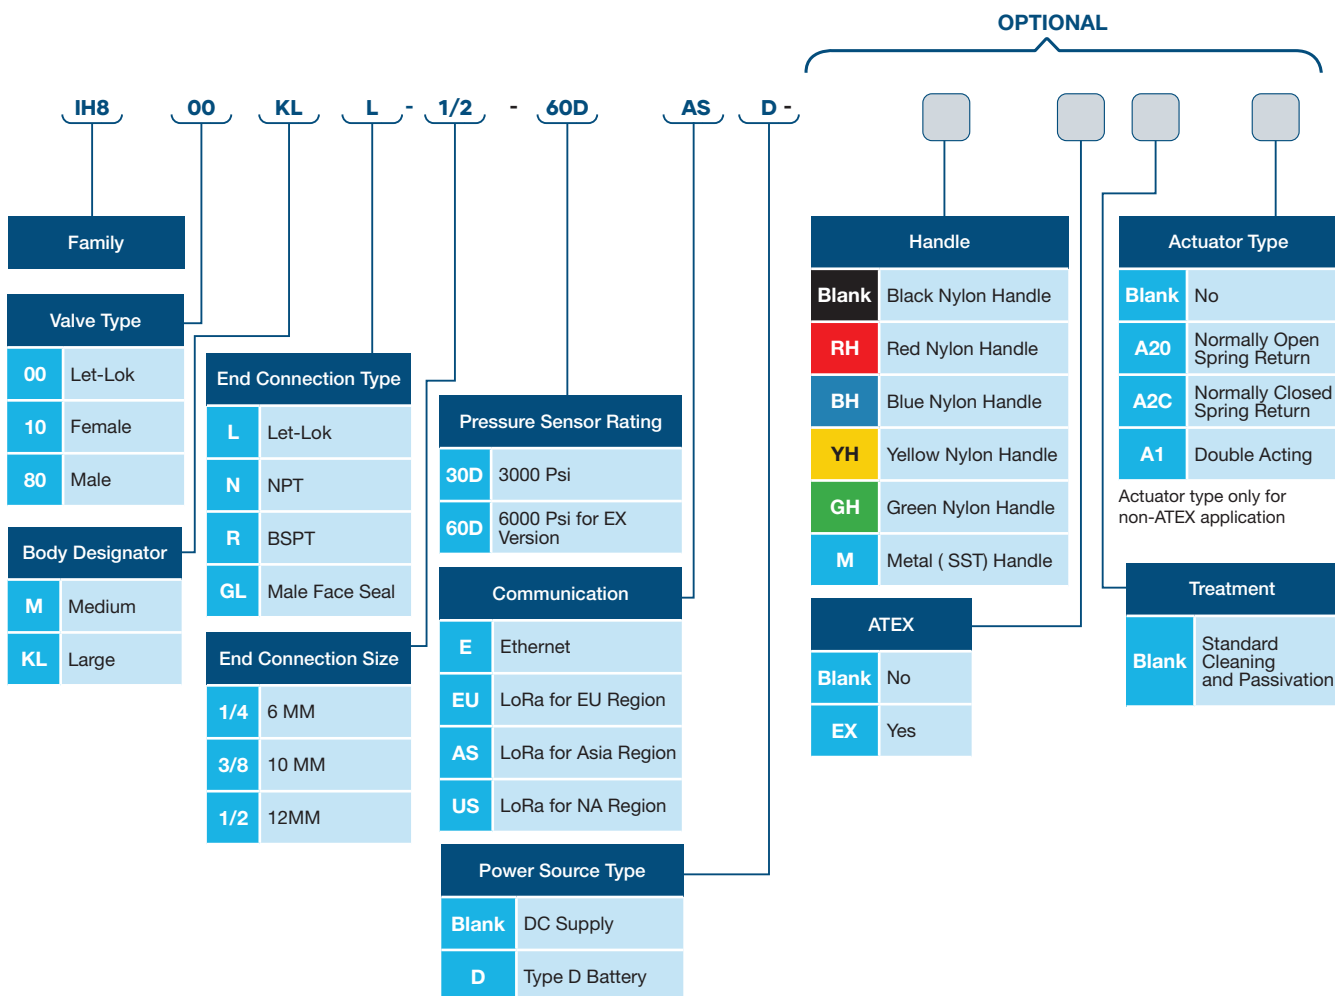 OPTIONAL
IH8 00 KL L - 1/2 - 60D AS D -
Family
Valve Type
00 Let-Lok
10 Female
80 Male
Body Designator
M Medium
KL Large
End Connection Type
L Let-Lok
N NPT
R BSPT
GL Male Face Seal
End Connection Size
1/4 6 MM
3/8 10 MM
1/2 12MM
Pressure Sensor Rating
30D 3000 Psi
60D 6000 Psi for EX
Version
Communication
E Ethernet
EU LoRa for EU Region
AS LoRa for Asia Region
US LoRa for NA Region
Power Source Type
Blank DC Supply
D Type D Battery
Handle
Blank Black Nylon Handle
RH Red Nylon Handle
BH Blue Nylon Handle
YH Yellow Nylon Handle
GH Green Nylon Handle
M Metal ( SST) Handle
ATEX
Blank No
EX Yes
Actuator Type
Blank No
A20 Normally Open
Spring Return
A2C Normally Closed
Spring Return
A1 Double Acting
Actuator type only for
non-ATEX application
Treatment
Blank Standard
Cleaning
and Passivation